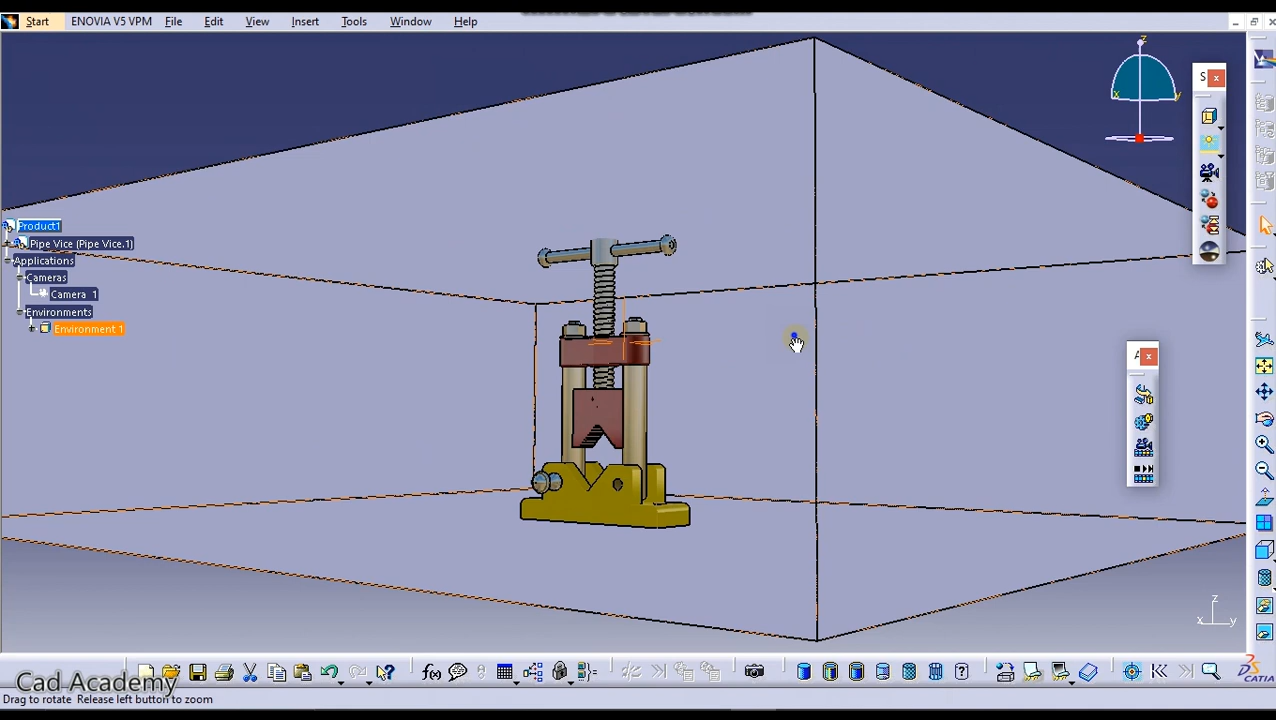 Start ENOVIA V5 VPM File Edit View Insert Tools Window Help
z
x y
S
Product1
Pipe Vice (Pipe Vice.1)
Applications
Cameras
Camera 1
Environments
Environment 1
A
z
x y
f(x)
Cad Academy
CATIA
Drag to rotate Release left button to zoom